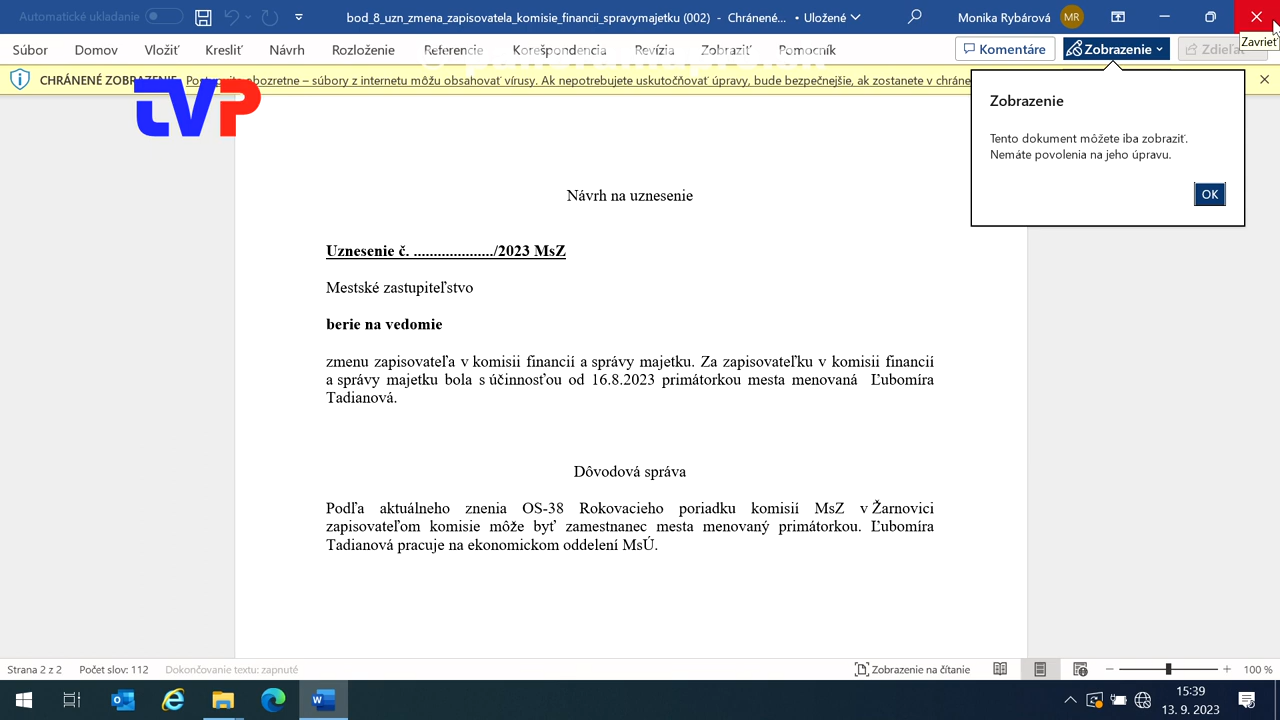 Automatické ukladanie
bod_8_uzn_zmena_zapisovatela_komisie_financii_spravymajetku (002) - Chránené... • Uložené
Monika Rybárová MR
Zavrieť
Súbor Domov Vložiť Kresliť Návrh Rozloženie Referencie Korešpondencia Revízia Zobraziť Pomocník
Komentáre Zobrazenie Zdieľať
CHRÁNENÉ ZOBRAZENIE Postupujte obozretne – súbory z internetu môžu obsahovať vírusy. Ak nepotrebujete uskutočňovať úpravy, bude bezpečnejšie, ak zostanete v chráne
TVP
Zobrazenie
Tento dokument môžete iba zobraziť.
Nemáte povolenia na jeho úpravu.
OK
Návrh na uznesenie
Uznesenie č. ...................../2023 MsZ
Mestské zastupiteľstvo
berie na vedomie
zmenu zapisovateľa v komisii financií a správy majetku. Za zapisovateľku v komisii financií
a správy majetku bola s účinnosťou od 16.8.2023 primátorkou mesta menovaná Ľubomíra
Tadianová.
Dôvodová správa
Podľa aktuálneho znenia OS-38 Rokovacieho poriadku komisií MsZ v Žarnovici
zapisovateľom komisie môže byť zamestnanec mesta menovaný primátorkou. Ľubomíra
Tadianová pracuje na ekonomickom oddelení MsÚ.
Strana 2 z 2 Počet slov: 112 Dokončovanie textu: zapnuté
Zobrazenie na čítanie
100 %
15:39
13. 9. 2023